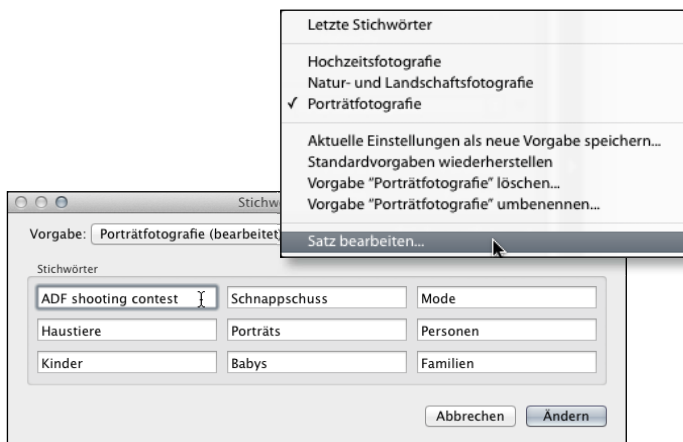 Letzte Stichwörter
Hochzeitsfotografie
Natur- und Landschaftsfotografie
✓ Porträtfotografie
Aktuelle Einstellungen als neue Vorgabe speichern...
Standardvorgaben wiederherstellen
Vorgabe "Porträtfotografie" löschen...
Vorgabe "Porträtfotografie" umbenennen...
Satz bearbeiten...
Vorgabe: Porträtfotografie (bearbeitet)
Stichwörter
ADF shooting contest Schnappschuss Mode
Haustiere Porträts Personen
Kinder Babys Familien
Abbrechen Ändern